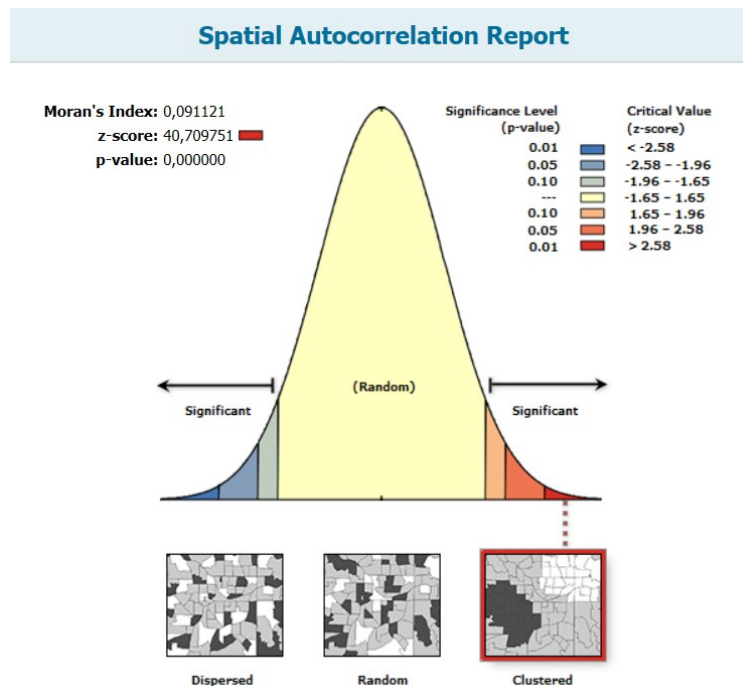 Spatial Autocorrelation Report
Moran's Index: 0,091121
z-score: 40,709751
p-value: 0,000000
Significance Level
(p-value)
Critical Value
(z-score)
0.01 < -2.58
0.05 -2.58 – -1.96
0.10 -1.96 – -1.65
--- -1.65 – 1.65
0.10 1.65 – 1.96
0.05 1.96 – 2.58
0.01 > 2.58
(Random)
Significant
Significant
Dispersed
Random
Clustered